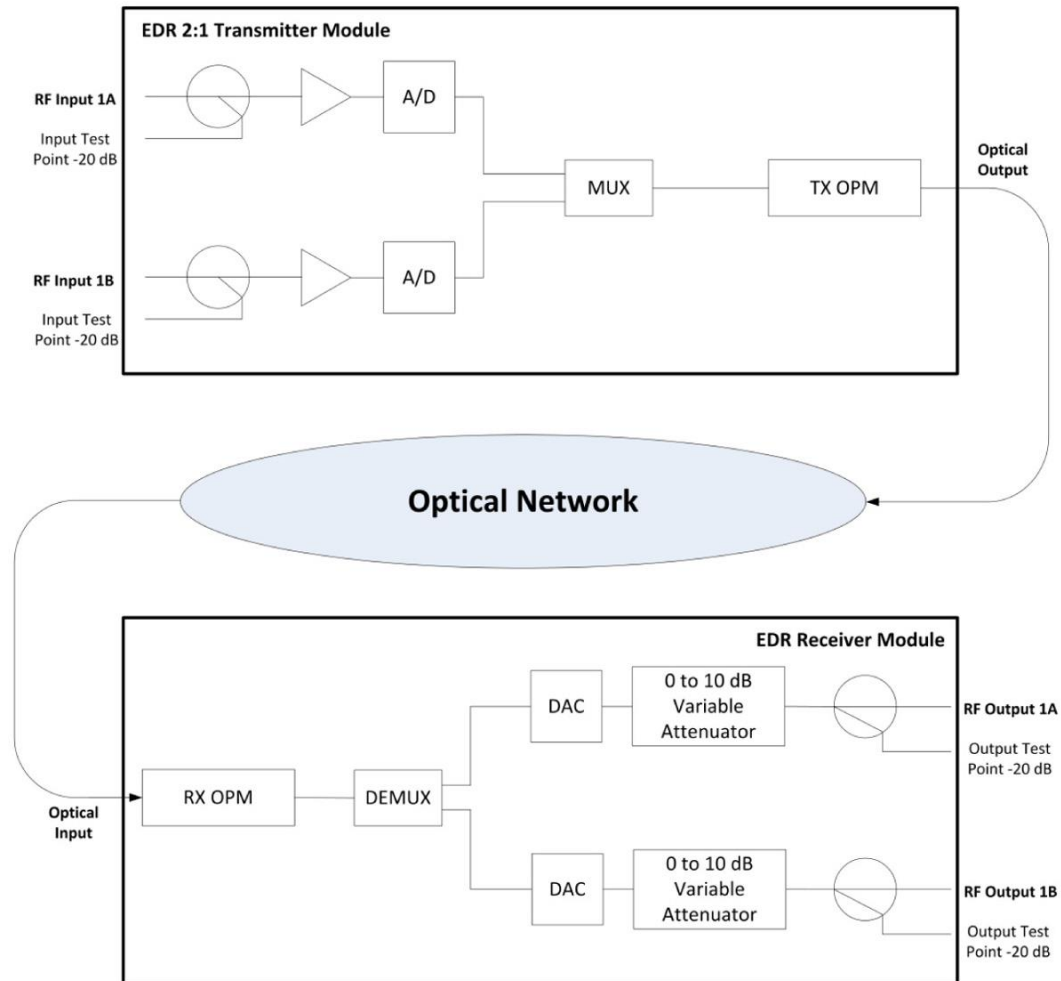 EDR 2:1 Transmitter Module
RF Input 1A
Input Test
Point -20 dB
A/D
MUX
TX OPM
Optical
Output
RF Input 1B
Input Test
Point -20 dB
A/D
Optical Network
EDR Receiver Module
DAC
0 to 10 dB
Variable
Attenuator
RF Output 1A
Output Test
Point -20 dB
Optical
Input
RX OPM
DEMUX
DAC
0 to 10 dB
Variable
Attenuator
RF Output 1B
Output Test
Point -20 dB